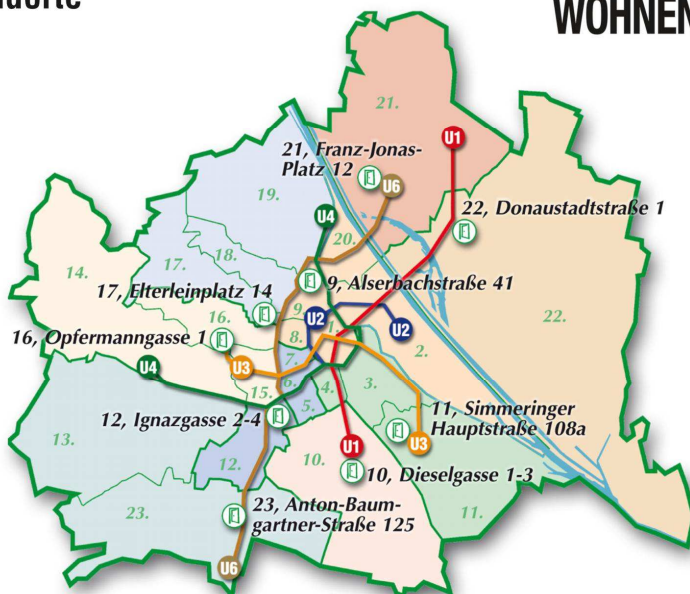 WOHNEN
21.
U1
21, Franz-Jonas-
Platz 12
U6
19.
U4
22, Donaustadtstraße 1
20.
18.
17.
14.
9, Alserbachstraße 41
17, Elterleinplatz 14
16.
9.
U2
1.
U2
22.
16, Opfermanngasse 1
8.
2.
U4
U3
7.
15.
6.
3.
4.
5.
12, Ignazgasse 2-4
11, Simmeringer
Hauptstraße 108a
13.
U1
U3
12.
10.
10, Dieselgasse 1-3
23.
23, Anton-Baum-
gartner-Straße 125
11.
U6